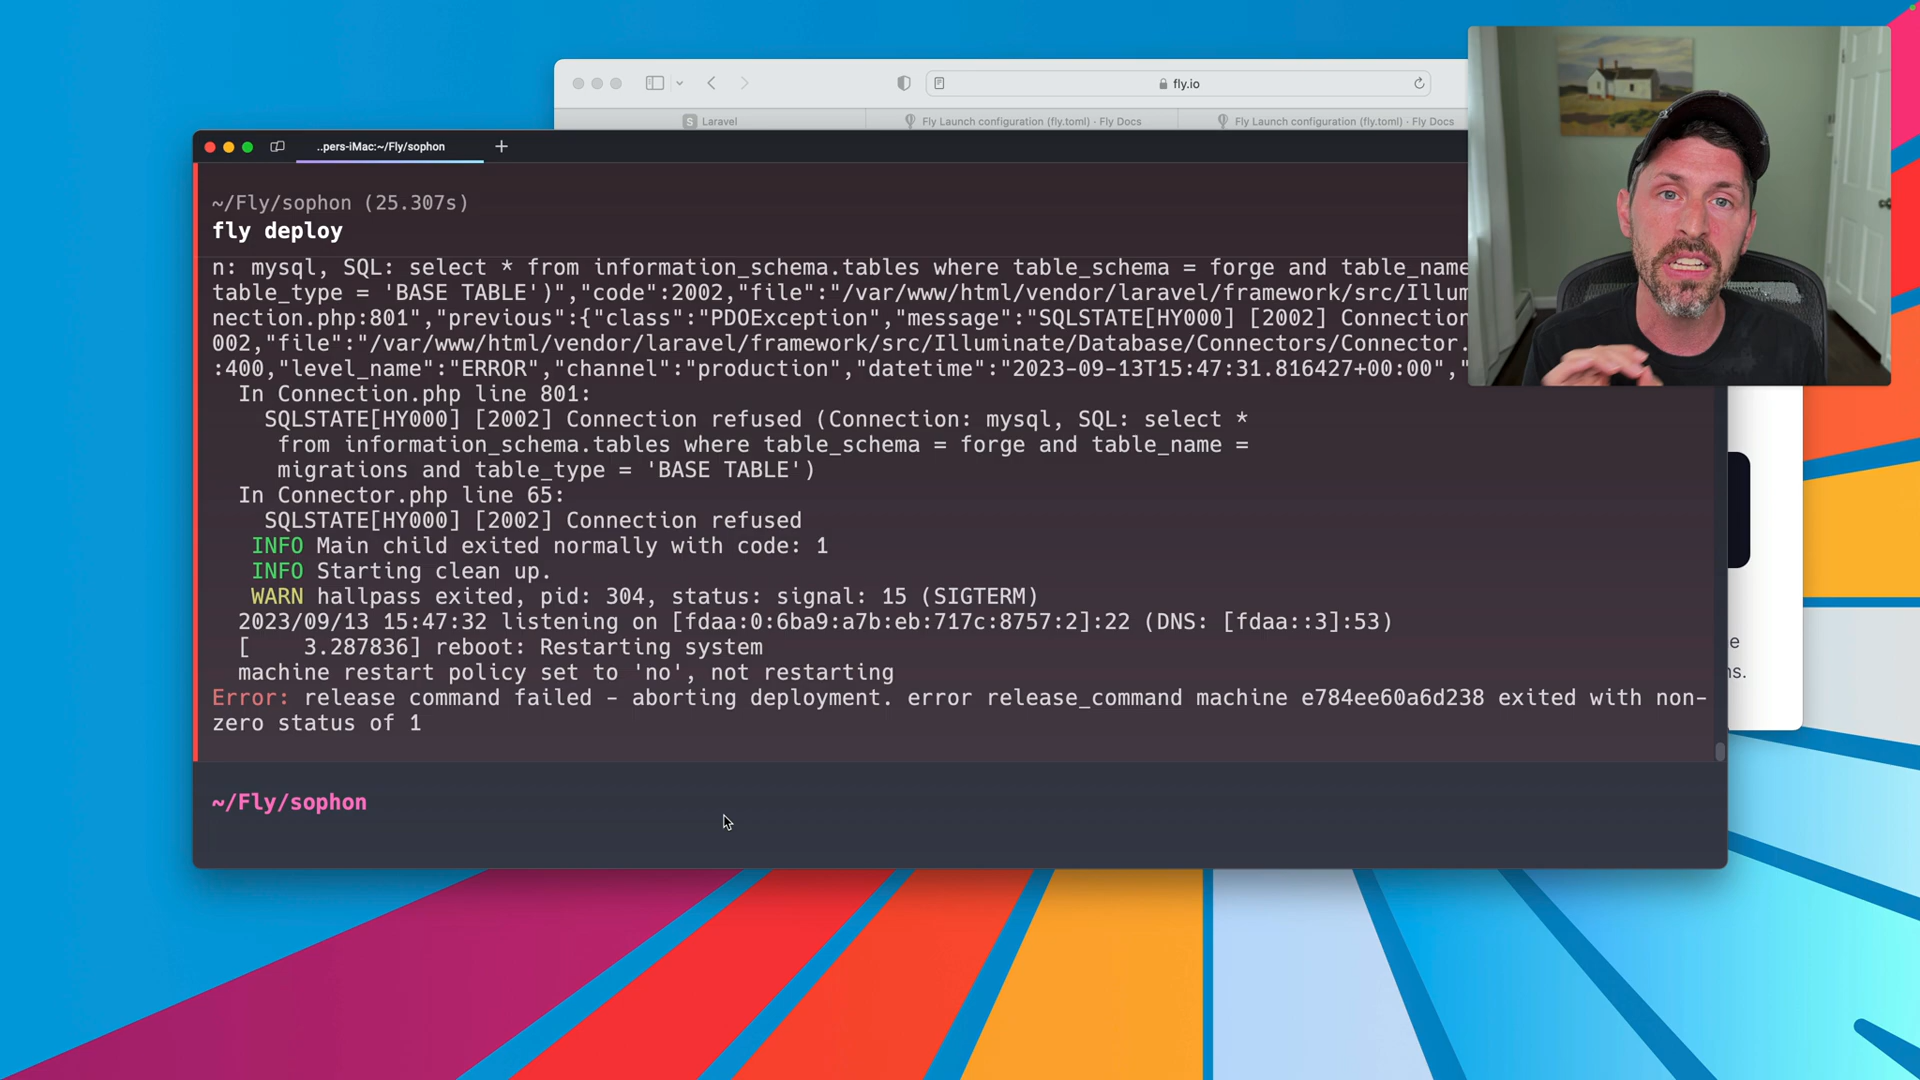 fly.io
Laravel
Fly Launch configuration (fly.toml) · Fly Docs
Fly Launch configuration (fly.toml) · Fly Docs
..pers-iMac:~/Fly/sophon
~/Fly/sophon (25.307s)
fly deploy
n: mysql, SQL: select * from information_schema.tables where table_schema = forge and table_name
table_type = 'BASE TABLE')","code":2002,"file":"/var/www/html/vendor/laravel/framework/src/Illum
nection.php:801","previous":{"class":"PDOException","message":"SQLSTATE[HY000] [2002] Connection
002,"file":"/var/www/html/vendor/laravel/framework/src/Illuminate/Database/Connectors/Connector.
:400,"level_name":"ERROR","channel":"production","datetime":"2023-09-13T15:47:31.816427+00:00","
In Connection.php line 801:
SQLSTATE[HY000] [2002] Connection refused (Connection: mysql, SQL: select *
from information_schema.tables where table_schema = forge and table_name =
migrations and table_type = 'BASE TABLE')
In Connector.php line 65:
SQLSTATE[HY000] [2002] Connection refused
INFO Main child exited normally with code: 1
INFO Starting clean up.
WARN hallpass exited, pid: 304, status: signal: 15 (SIGTERM)
2023/09/13 15:47:32 listening on [fdaa:0:6ba9:a7b:eb:717c:8757:2]:22 (DNS: [fdaa::3]:53)
[ 3.287836] reboot: Restarting system
machine restart policy set to 'no', not restarting
Error: release command failed - aborting deployment. error release_command machine e784ee60a6d238 exited with non-
zero status of 1
e
ns.
~/Fly/sophon